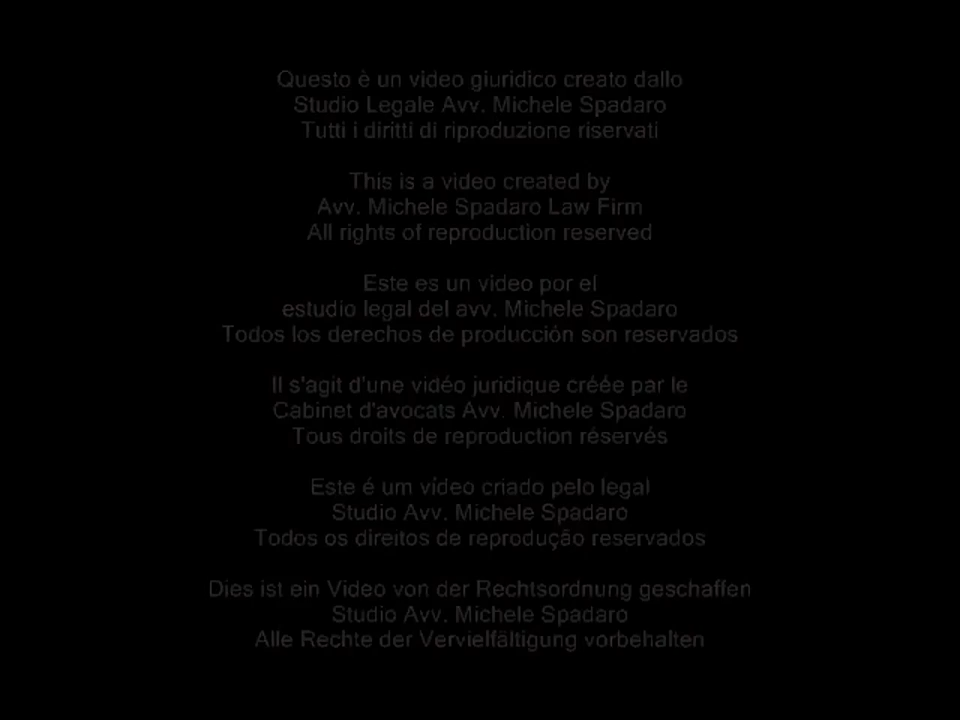 Questo è un video giuridico creato dallo
Studio Legale Avv. Michele Spadaro
Tutti i diritti di riproduzione riservati
This is a video created by
Avv. Michele Spadaro Law Firm
All rights of reproduction reserved
Este es un video por el
estudio legal del avv. Michele Spadaro
Todos los derechos de producción son reservados
Il s'agit d'une vidéo juridique créée par le
Cabinet d'avocats Avv. Michele Spadaro
Tous droits de reproduction réservés
Este é um vídeo criado pelo legal
Studio Avv. Michele Spadaro
Todos os direitos de reprodução reservados
Dies ist ein Video von der Rechtsordnung geschaffen
Studio Avv. Michele Spadaro
Alle Rechte der Vervielfältigung vorbehalten